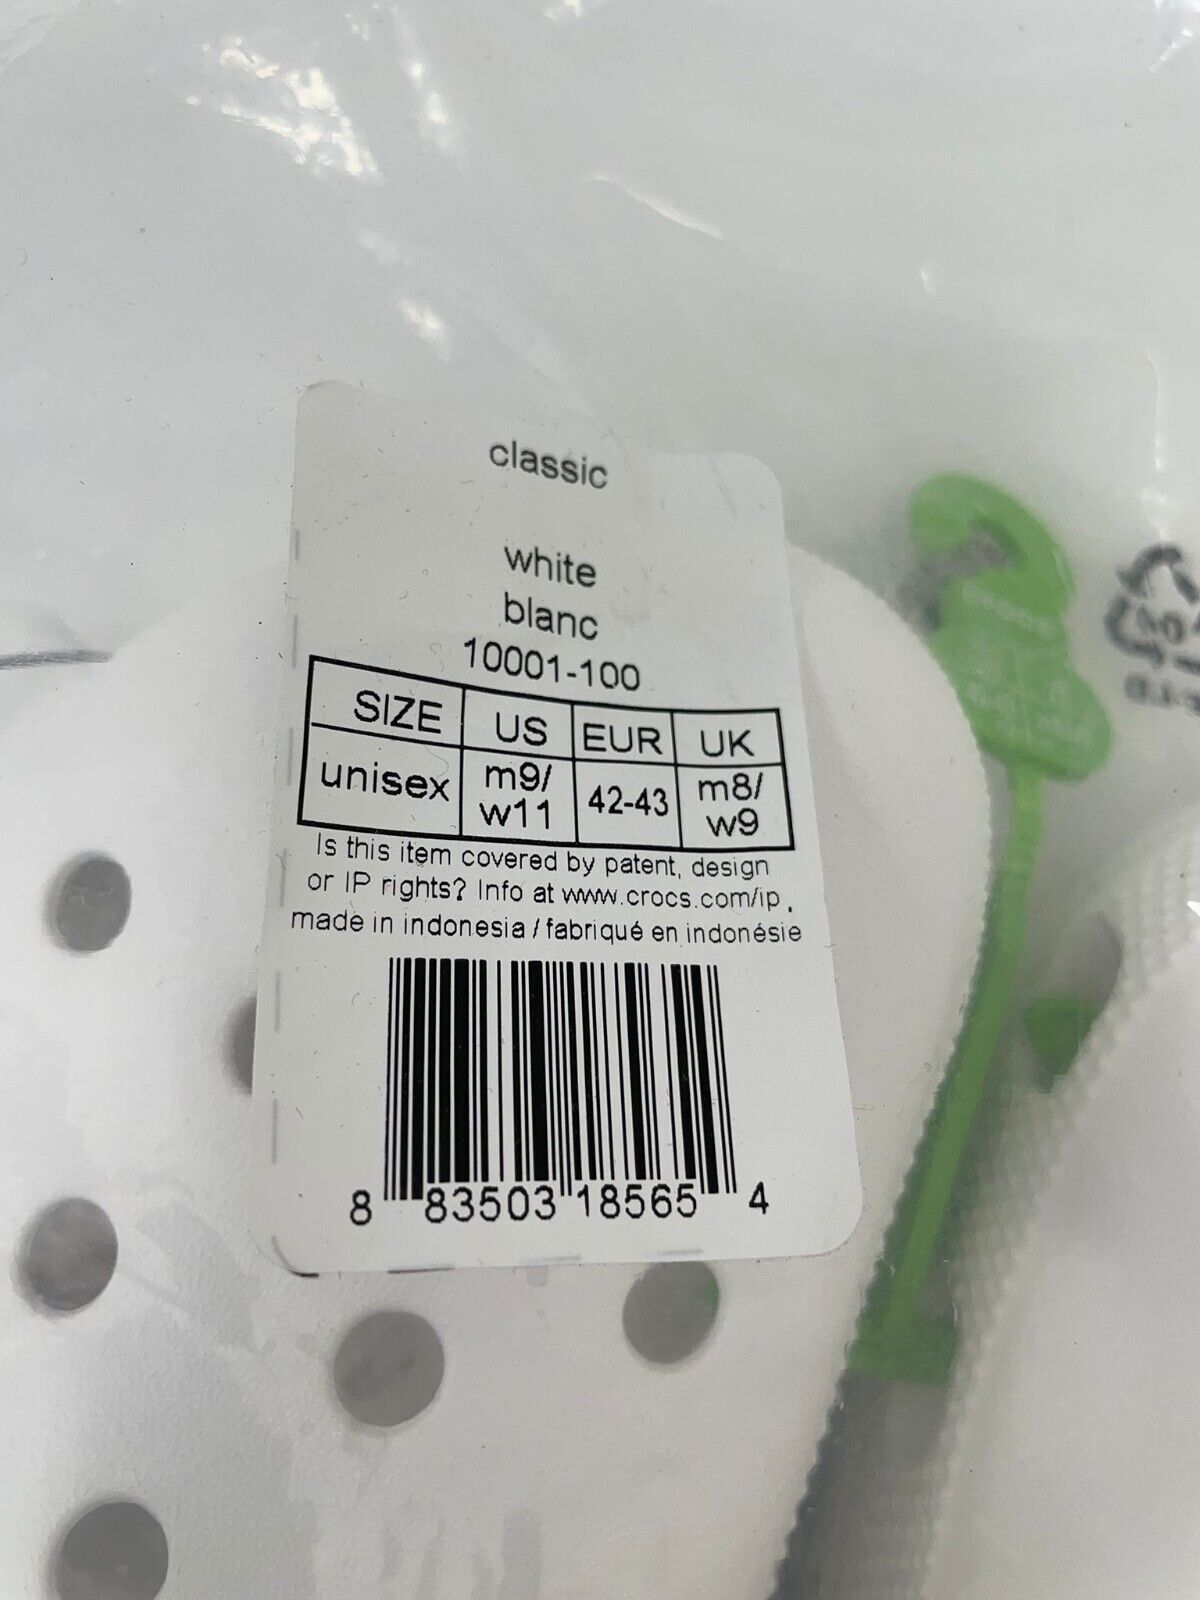 classic
white
blanc
10001-100
SIZE US EUR UK
unisex m9/ w11 42-43 m8/ w9
Is this item covered by patent, design
or IP rights? Info at www.crocs.com/ip.
made in indonesia / fabriqué en indonésie
8 83503 18565 4